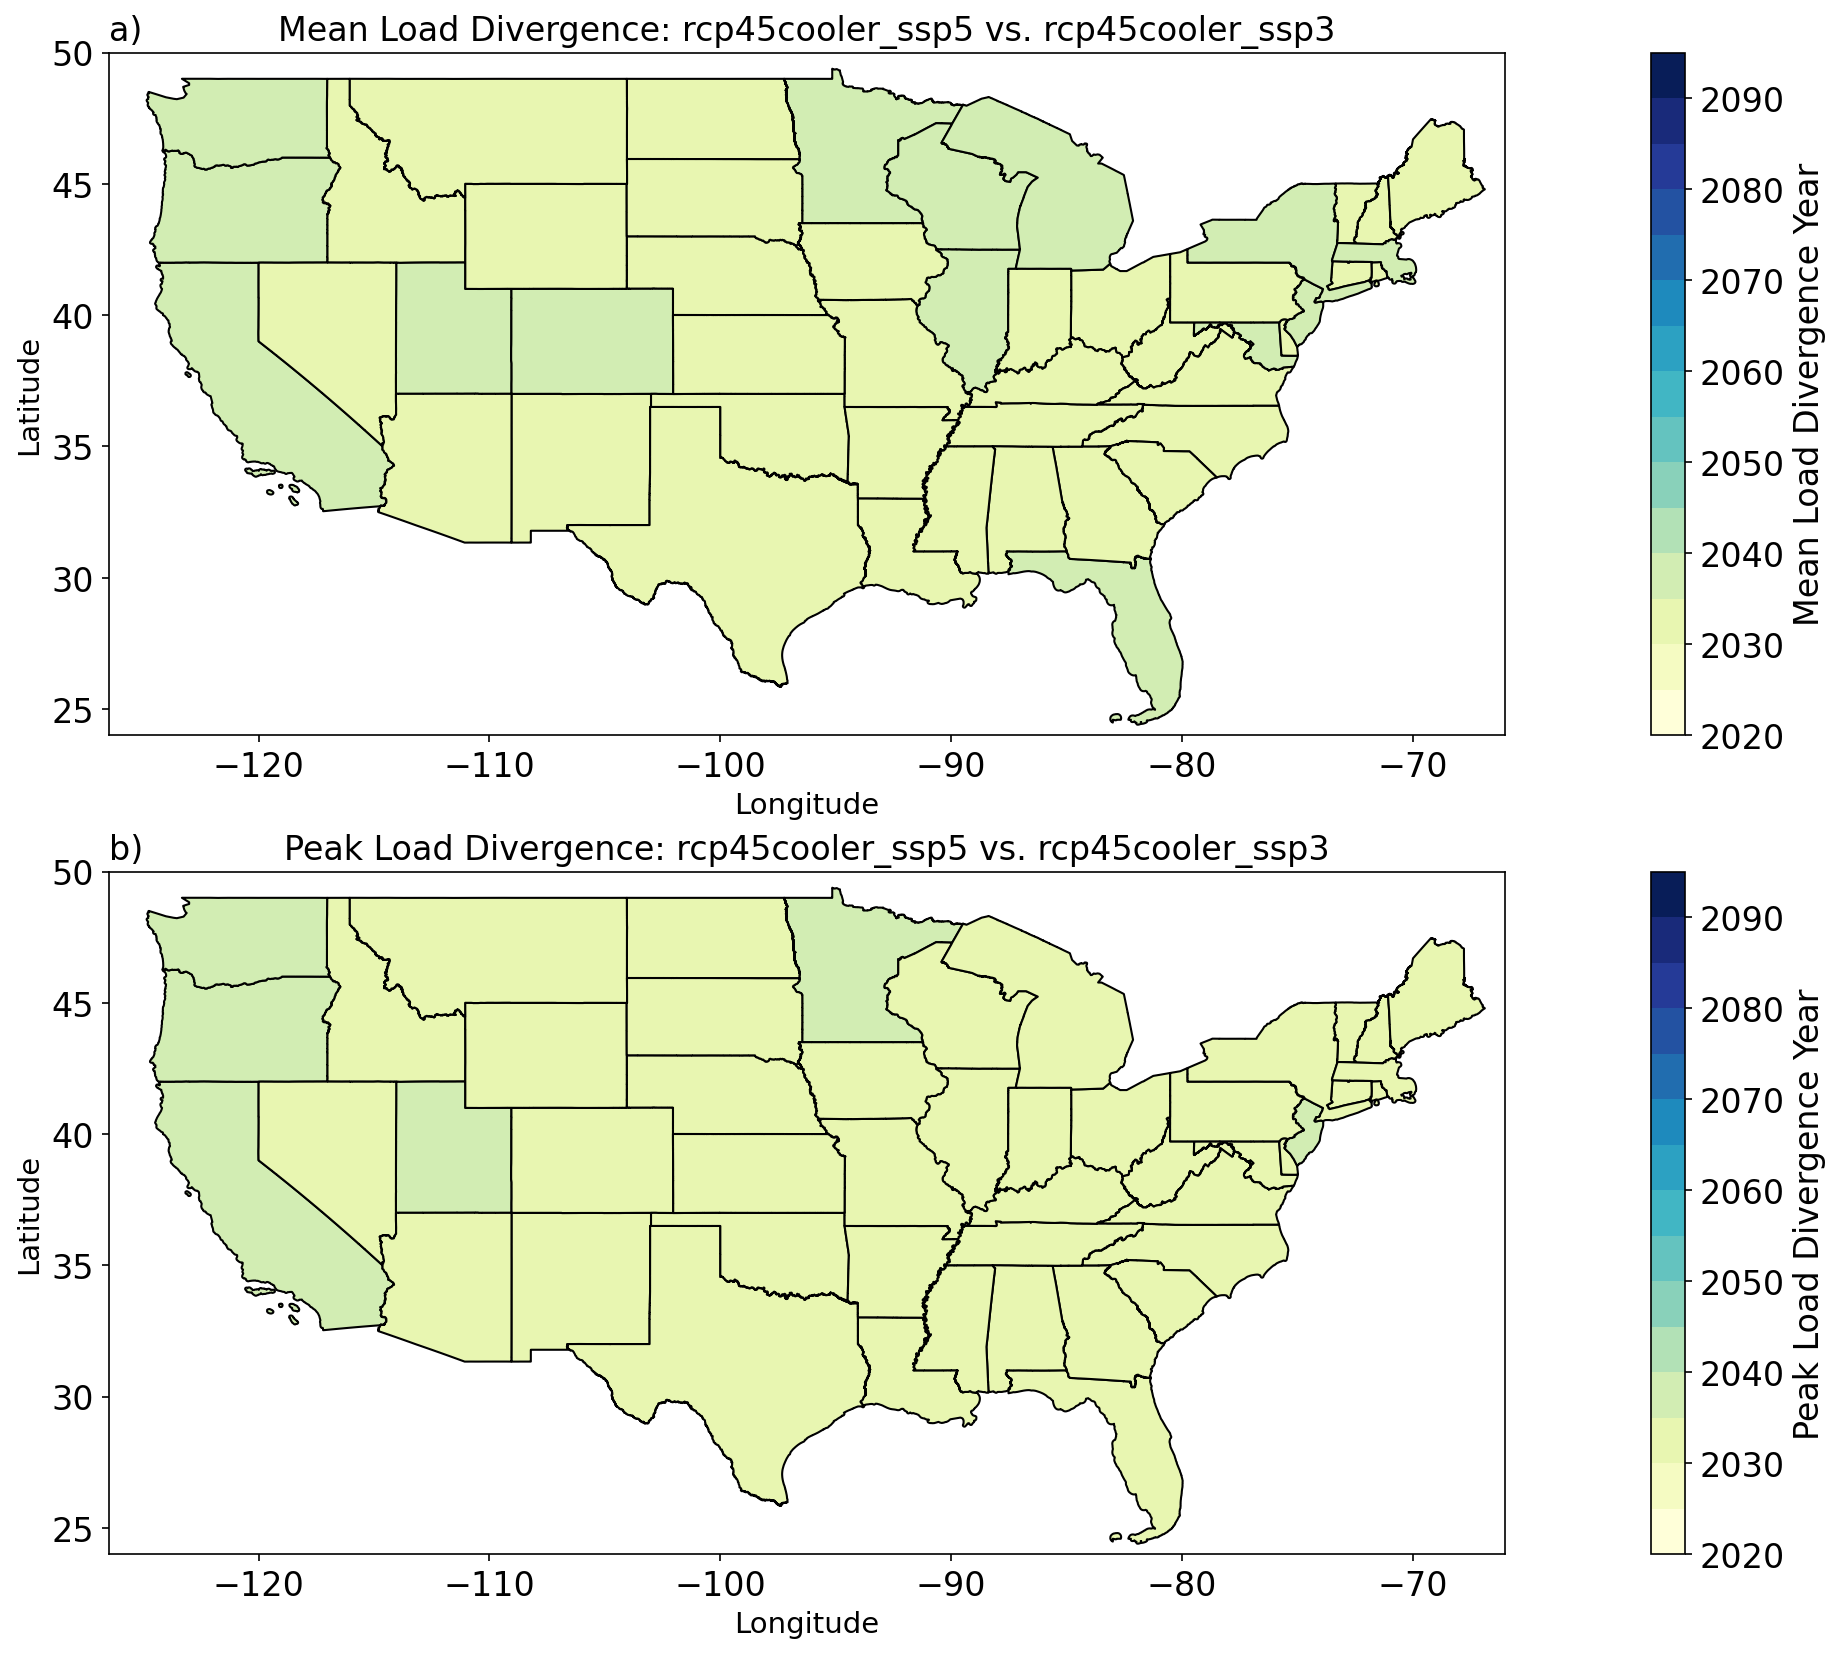 a) Mean Load Divergence: rcp45cooler_ssp5 vs. rcp45cooler_ssp3
50
45
40
35
30
25
Latitude
−120 −110 −100 −90 −80 −70
Longitude
2090
2080
2070
2060
2050
2040
2030
2020
Mean Load Divergence Year
b) Peak Load Divergence: rcp45cooler_ssp5 vs. rcp45cooler_ssp3
50
45
40
35
30
25
Latitude
−120 −110 −100 −90 −80 −70
Longitude
2090
2080
2070
2060
2050
2040
2030
2020
Peak Load Divergence Year